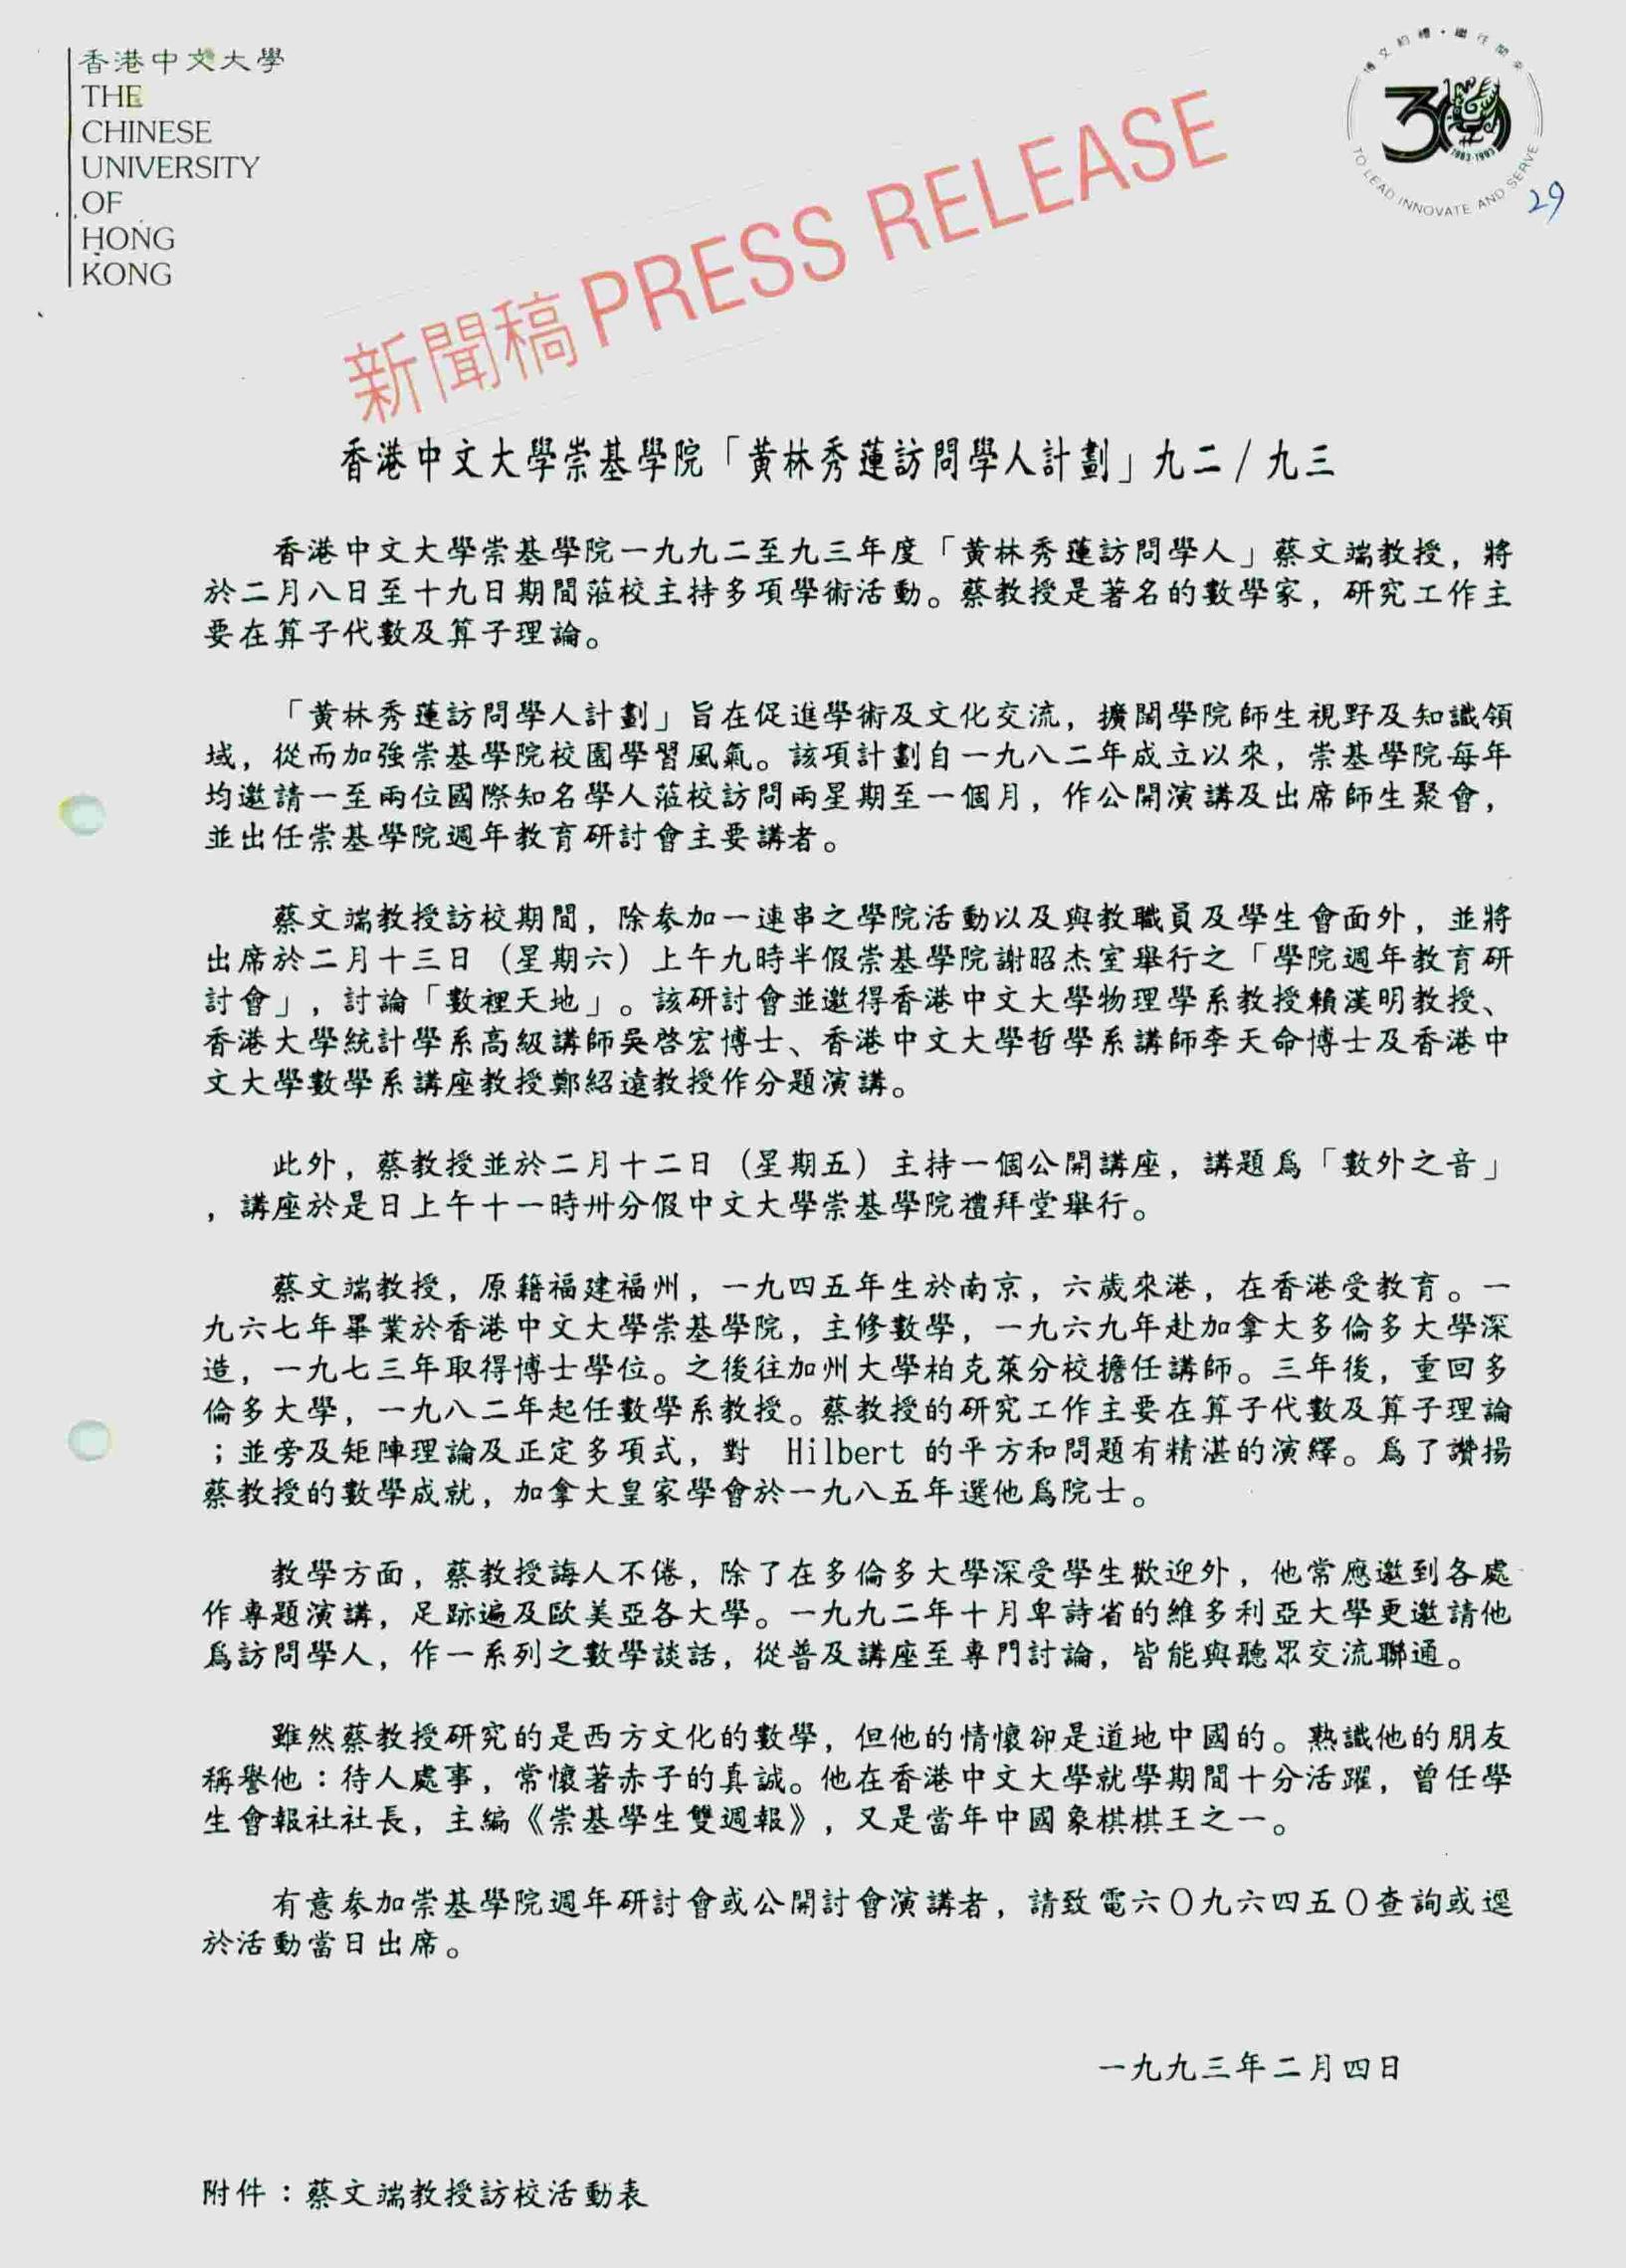 香港中文大學
THE
CHINESE
UNIVERSITY
OF
HONG
KONG
博文約禮·繼往開來
30
1963-1993
TO LEAD INNOVATE AND SERVE
29
新聞稿 PRESS RELEASE
香港中文大學崇基學院「黃林秀蓮訪問學人計劃」九二/九三
香港中文大學崇基學院一九九二至九三年度「黃林秀蓮訪問學人」蔡文端教授，將
於二月八日至十九日期間蒞校主持多項學術活動。蔡教授是著名的數學家，研究工作主
要在算子代數及算子理論。
「黃林秀蓮訪問學人計劃」旨在促進學術及文化交流，擴闊學院師生視野及知識領
域，從而加強崇基學院校園學習風氣。該項計劃自一九八二年成立以來，崇基學院每年
均邀請一至兩位國際知名學人蒞校訪問兩星期至一個月，作公開演講及出席師生聚會，
並出任崇基學院週年教育研討會主要講者。
蔡文端教授訪校期間，除參加一連串之學院活動以及與教職員及學生會面外，並將
出席於二月十三日（星期六）上午九時半假崇基學院謝昭杰室舉行之「學院週年教育研
討會」，討論「數裡天地」。該研討會並邀得香港中文大學物理學系教授賴漢明教授、
香港大學統計學系高級講師吳啓宏博士、香港中文大學哲學系講師李天命博士及香港中
文大學數學系講座教授鄭紹遠教授作分題演講。
此外，蔡教授並於二月十二日（星期五）主持一個公開講座，講題爲「數外之音」
，講座於是日上午十一時卅分假中文大學崇基學院禮拜堂舉行。
蔡文端教授，原籍福建福州，一九四五年生於南京，六歲來港，在香港受教育。一
九六七年畢業於香港中文大學崇基學院，主修數學，一九六九年赴加拿大多倫多大學深
造，一九七三年取得博士學位。之後往加州大學柏克萊分校擔任講師。三年後，重回多
倫多大學，一九八二年起任數學系教授。蔡教授的研究工作主要在算子代數及算子理論
；並旁及矩陣理論及正定多項式，對 Hilbert 的平方和問題有精湛的演繹。爲了讚揚
蔡教授的數學成就，加拿大皇家學會於一九八五年選他爲院士。
教學方面，蔡教授誨人不倦，除了在多倫多大學深受學生歡迎外，他常應邀到各處
作專題演講，足跡遍及歐美亞各大學。一九九二年十月卑詩省的維多利亞大學更邀請他
爲訪問學人，作一系列之數學談話，從普及講座至專門討論，皆能與聽眾交流聯通。
雖然蔡教授研究的是西方文化的數學，但他的情懷卻是道地中國的。熟識他的朋友
稱譽他：待人處事，常懷著赤子的真誠。他在香港中文大學就學期間十分活躍，曾任學
生會報社社長，主編《崇基學生雙週報》，又是當年中國象棋棋王之一。
有意參加崇基學院週年研討會或公開討會演講者，請致電六〇九六四五〇查詢或逕
於活動當日出席。
一九九三年二月四日
附件：蔡文端教授訪校活動表